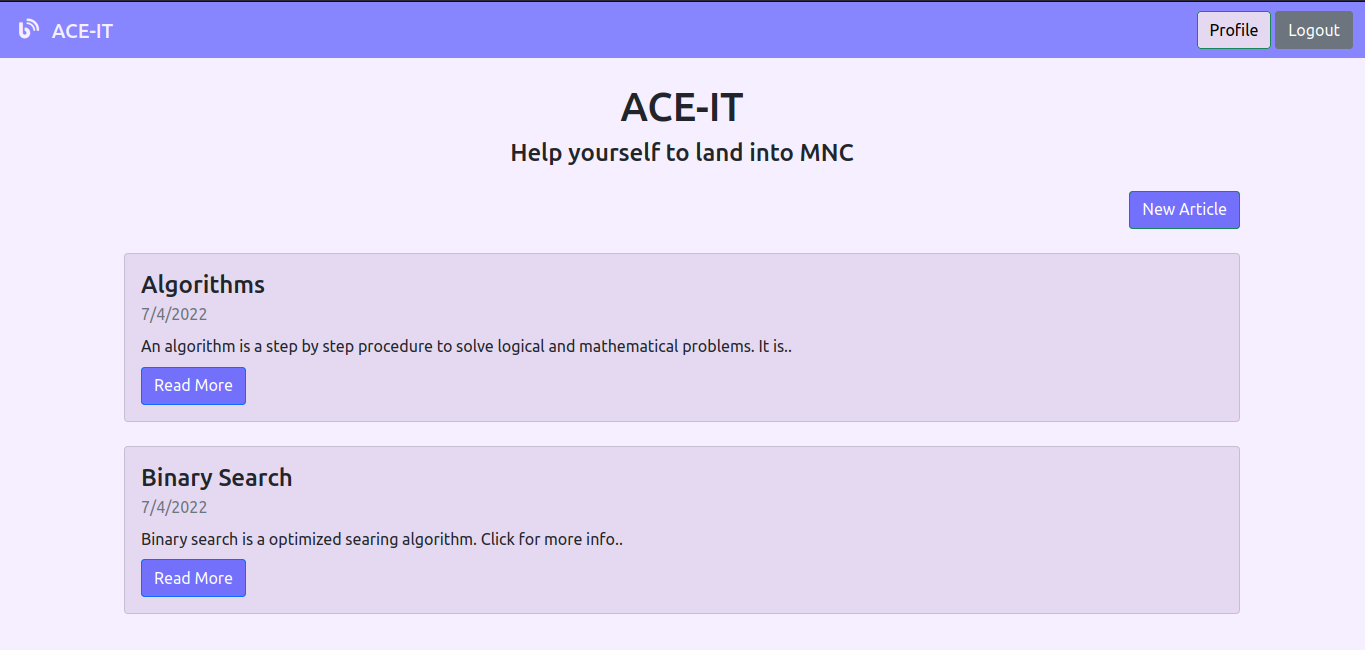 ACE-IT
Profile
Logout
ACE-IT
Help yourself to land into MNC
New Article
Algorithms
7/4/2022
An algorithm is a step by step procedure to solve logical and mathematical problems. It is..
Read More
Binary Search
7/4/2022
Binary search is a optimized searing algorithm. Click for more info..
Read More